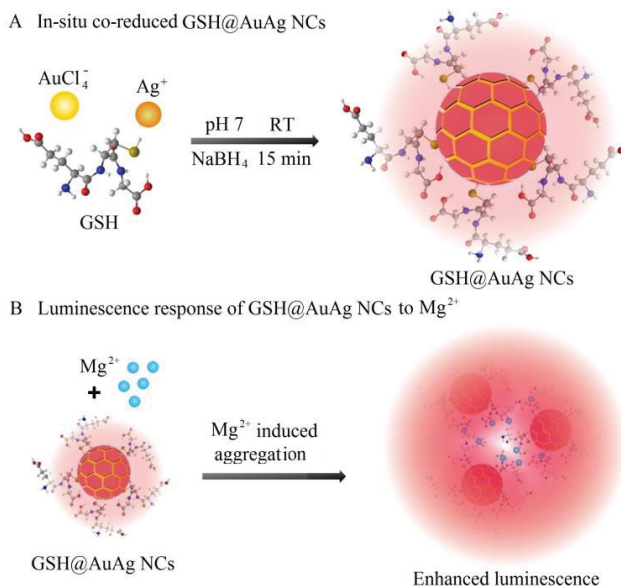 A In-situ co-reduced GSH@AuAg NCs
AuCl₄⁻ Ag⁺
pH 7 RT
NaBH₄ 15 min
GSH
GSH@AuAg NCs
B Luminescence response of GSH@AuAg NCs to Mg²⁺
Mg²⁺
+
Mg²⁺ induced
aggregation
GSH@AuAg NCs
Enhanced luminescence